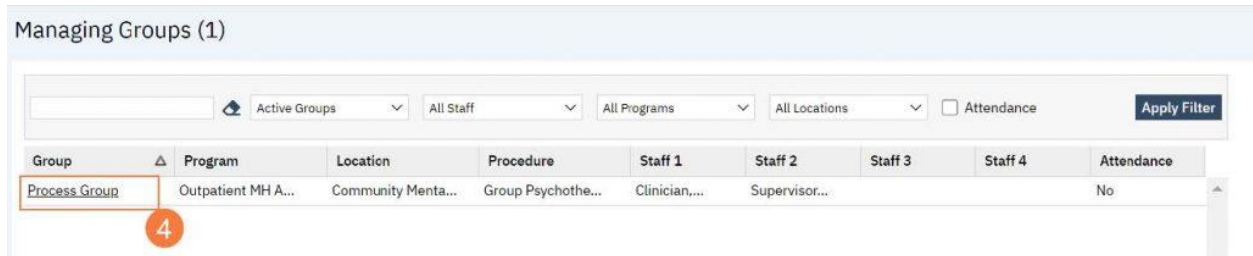 Managing Groups (1)
Active Groups All Staff All Programs All Locations Attendance Apply Filter
Group Program Location Procedure Staff 1 Staff 2 Staff 3 Staff 4 Attendance
Process Group Outpatient MH A... Community Menta... Group Psychothe... Clinician,... Supervisor... No
4